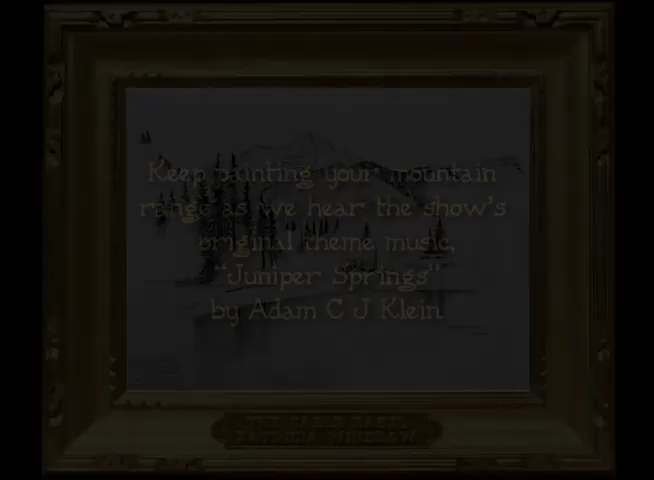 Keep painting your mountain
range as we hear the show's
original theme music,
"Juniper Springs"
by Adam C J Klein